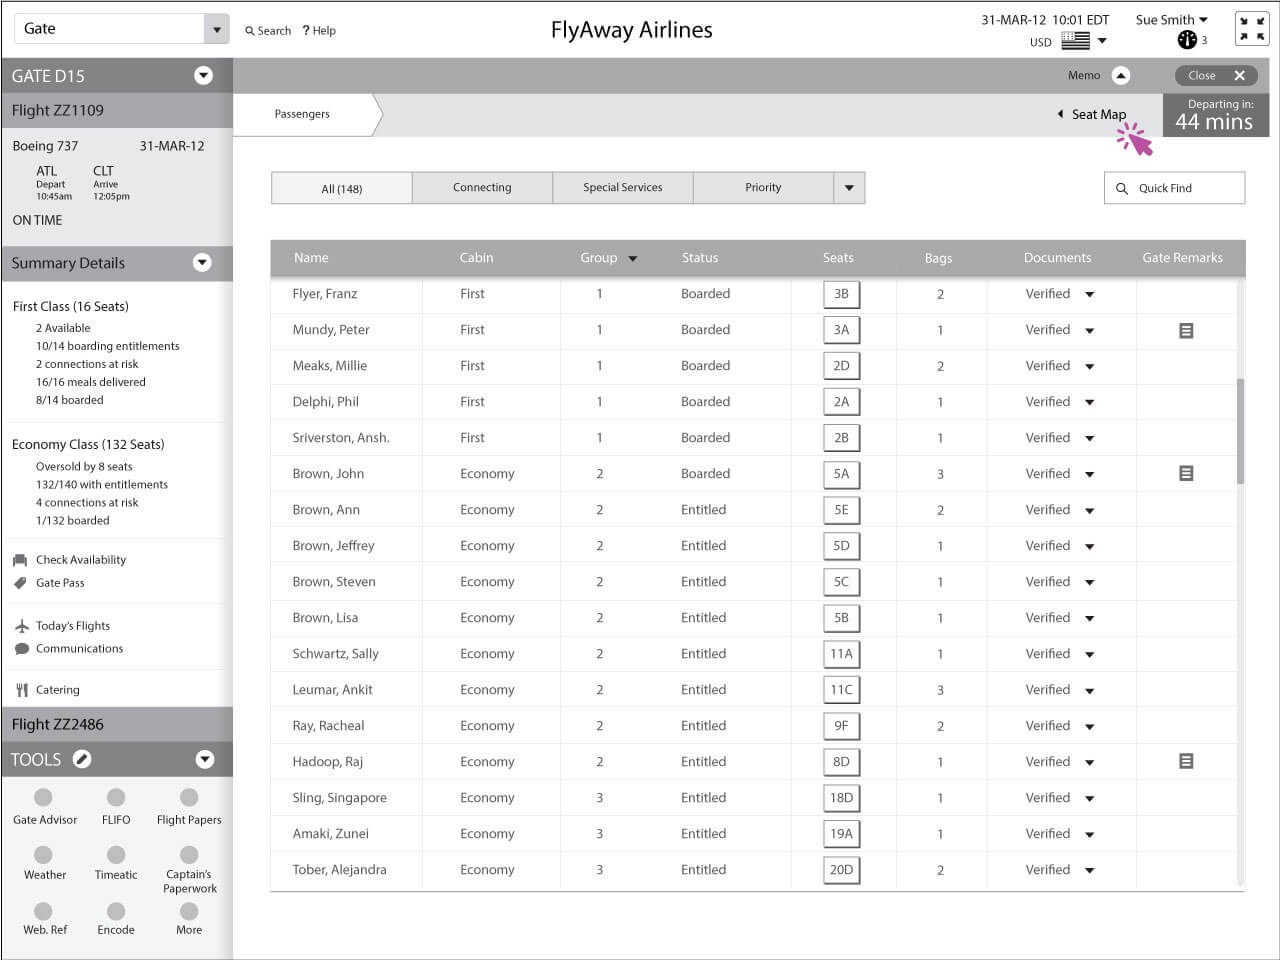 Gate
Search ? Help
FlyAway Airlines
31-MAR-12 10:01 EDT
Sue Smith
USD
3
GATE D15
Memo
Close X
Flight ZZ1109
Passengers
Seat Map
Departing in:
44 mins
Boeing 737 31-MAR-12
ATL CLT
Depart Arrive
10:45am 12:05pm
ON TIME
All (148) Connecting Special Services Priority
Quick Find
Summary Details
First Class (16 Seats)
2 Available
10/14 boarding entitlements
2 connections at risk
16/16 meals delivered
8/14 boarded
Economy Class (132 Seats)
Oversold by 8 seats
132/140 with entitlements
4 connections at risk
1/132 boarded
Check Availability
Gate Pass
Today's Flights
Communications
Catering
Flight ZZ2486
TOOLS
Gate Advisor FLIFO Flight Papers
Weather Timeatic Captain's
Paperwork
Web. Ref Encode More
Name Cabin Group Status Seats Bags Documents Gate Remarks
Flyer, Franz First 1 Boarded 3B 2 Verified
Mundy, Peter First 1 Boarded 3A 1 Verified
Meaks, Millie First 1 Boarded 2D 2 Verified
Delphi, Phil First 1 Boarded 2A 1 Verified
Sriverston, Ansh. First 1 Boarded 2B 1 Verified
Brown, John Economy 2 Boarded 5A 3 Verified
Brown, Ann Economy 2 Entitled 5E 2 Verified
Brown, Jeffrey Economy 2 Entitled 5D 1 Verified
Brown, Steven Economy 2 Entitled 5C 1 Verified
Brown, Lisa Economy 2 Entitled 5B 1 Verified
Schwartz, Sally Economy 2 Entitled 11A 1 Verified
Leumar, Ankit Economy 2 Entitled 11C 3 Verified
Ray, Racheal Economy 2 Entitled 9F 2 Verified
Hadoop, Raj Economy 2 Entitled 8D 1 Verified
Sling, Singapore Economy 3 Entitled 18D 1 Verified
Amaki, Zunei Economy 3 Entitled 19A 1 Verified
Tober, Alejandra Economy 3 Entitled 20D 2 Verified